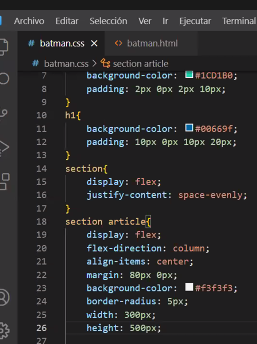 Archivo Editar Selección Ver Ir Ejecutar Terminal
# batman.css × <> batman.html
# batman.css > section article
7 background-color: #1CD1B0;
8 padding: 2px 0px 2px 10px;
9 }
10 h1{
11 background-color: #00669f;
12 padding: 10px 0px 10px 20px;
13 }
14 section{
15 display: flex;
16 justify-content: space-evenly;
17 }
18 section article{
19 display: flex;
20 flex-direction: column;
21 align-items: center;
22 margin: 80px 0px;
23 background-color: #f3f3f3;
24 border-radius: 5px;
25 width: 300px;
26 height: 500px;